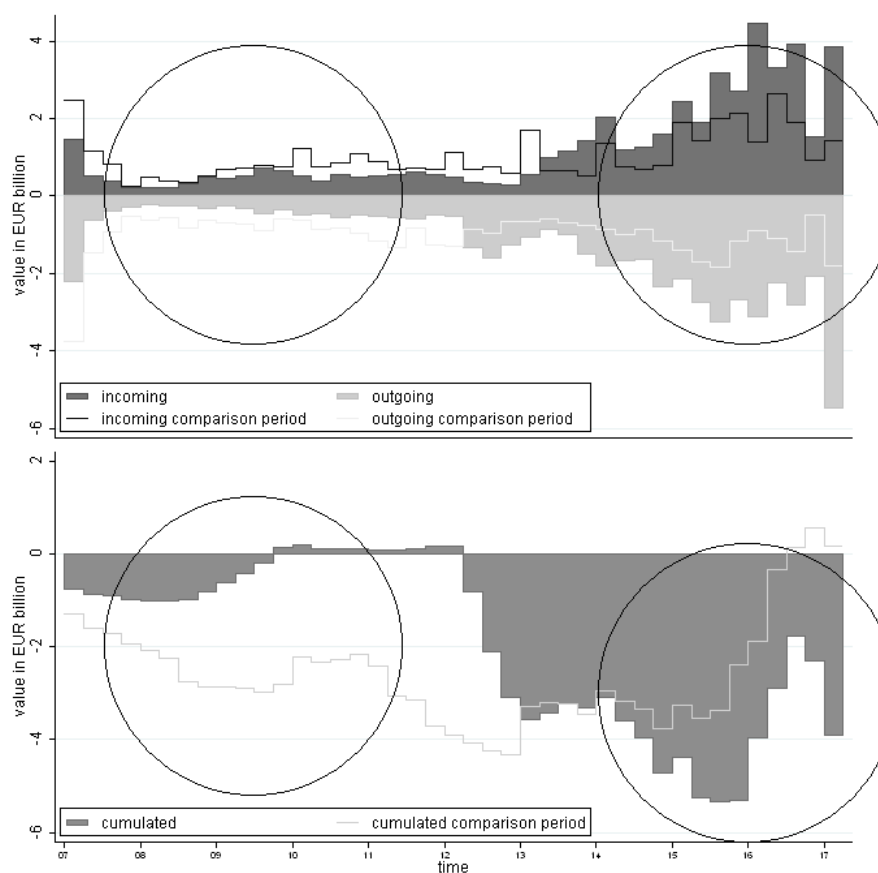 4
2
0
-2
-4
-6
value in EUR billion
incoming
outgoing
incoming comparison period
outgoing comparison period
2
0
-2
-4
-6
value in EUR billion
cumulated
cumulated comparison period
07 08 09 10 11 12 13 14 15 16 17
time